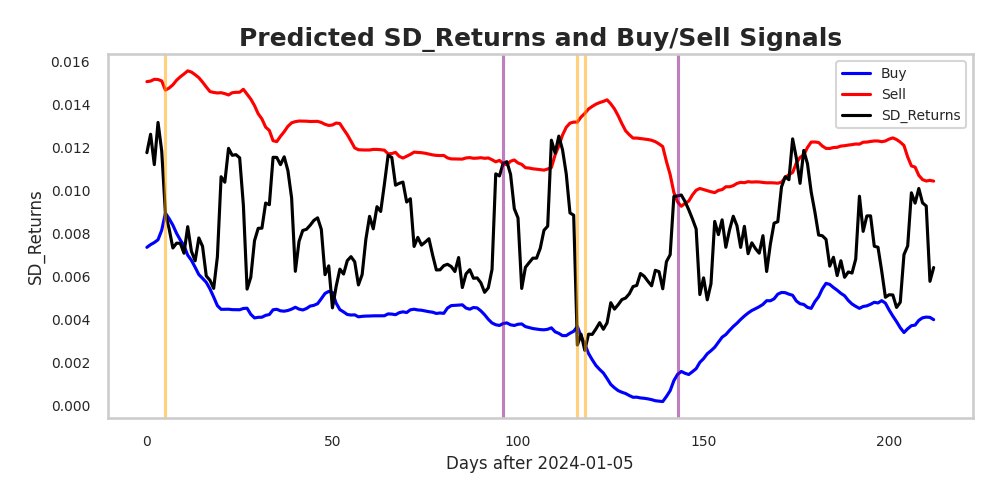 Predicted SD_Returns and Buy/Sell Signals
0.016
0.014
0.012
0.010
0.008
0.006
0.004
0.002
0.000
SD_Returns
Buy
Sell
SD_Returns
0
50
100
150
200
Days after 2024-01-05